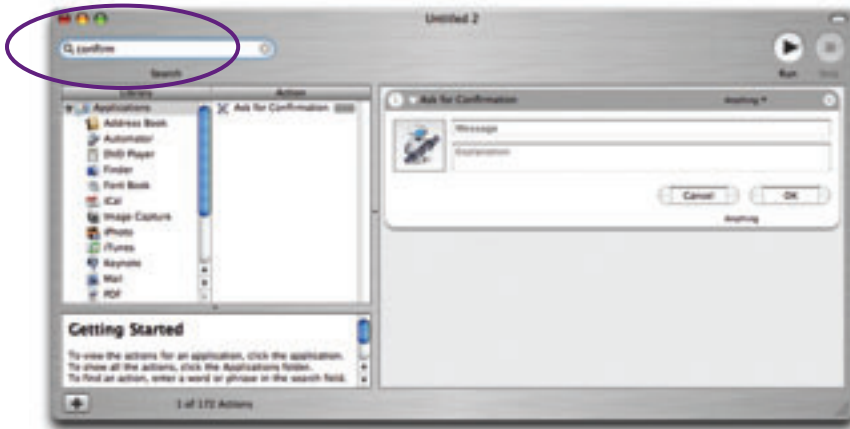 Untitled 2
confirm
Search
Run Stop
Library Action
Applications
Ask for Confirmation
Address Book
Automator
DVD Player
Finder
Font Book
iCal
Image Capture
iPhoto
iTunes
Keynote
Mail
PDF
Ask for Confirmation Anything
Message
Explanation
Cancel OK
Anything
Getting Started
To view the actions for an application, click the application.
To show all the actions, click the Applications folder.
To find an action, enter a word or phrase in the search field.
1 of 172 Actions